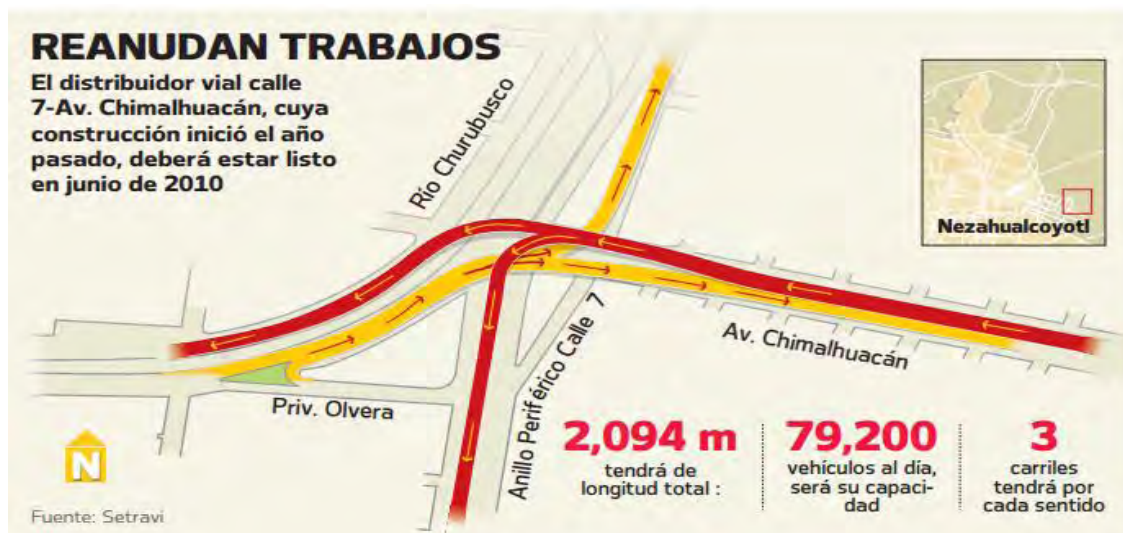 REANUDAN TRABAJOS
El distribuidor vial calle
7-Av. Chimalhuacán, cuya
construcción inició el año
pasado, deberá estar listo
en junio de 2010
Río Churubusco
Nezahualcoyotl
Av. Chimalhuacán
Anillo Periférico Calle 7
Priv. Olvera
N
2,094 m
tendrá de
longitud total :
79,200
vehículos al día,
será su capaci-
dad
3
carriles
tendrá por
cada sentido
Fuente: Setravi